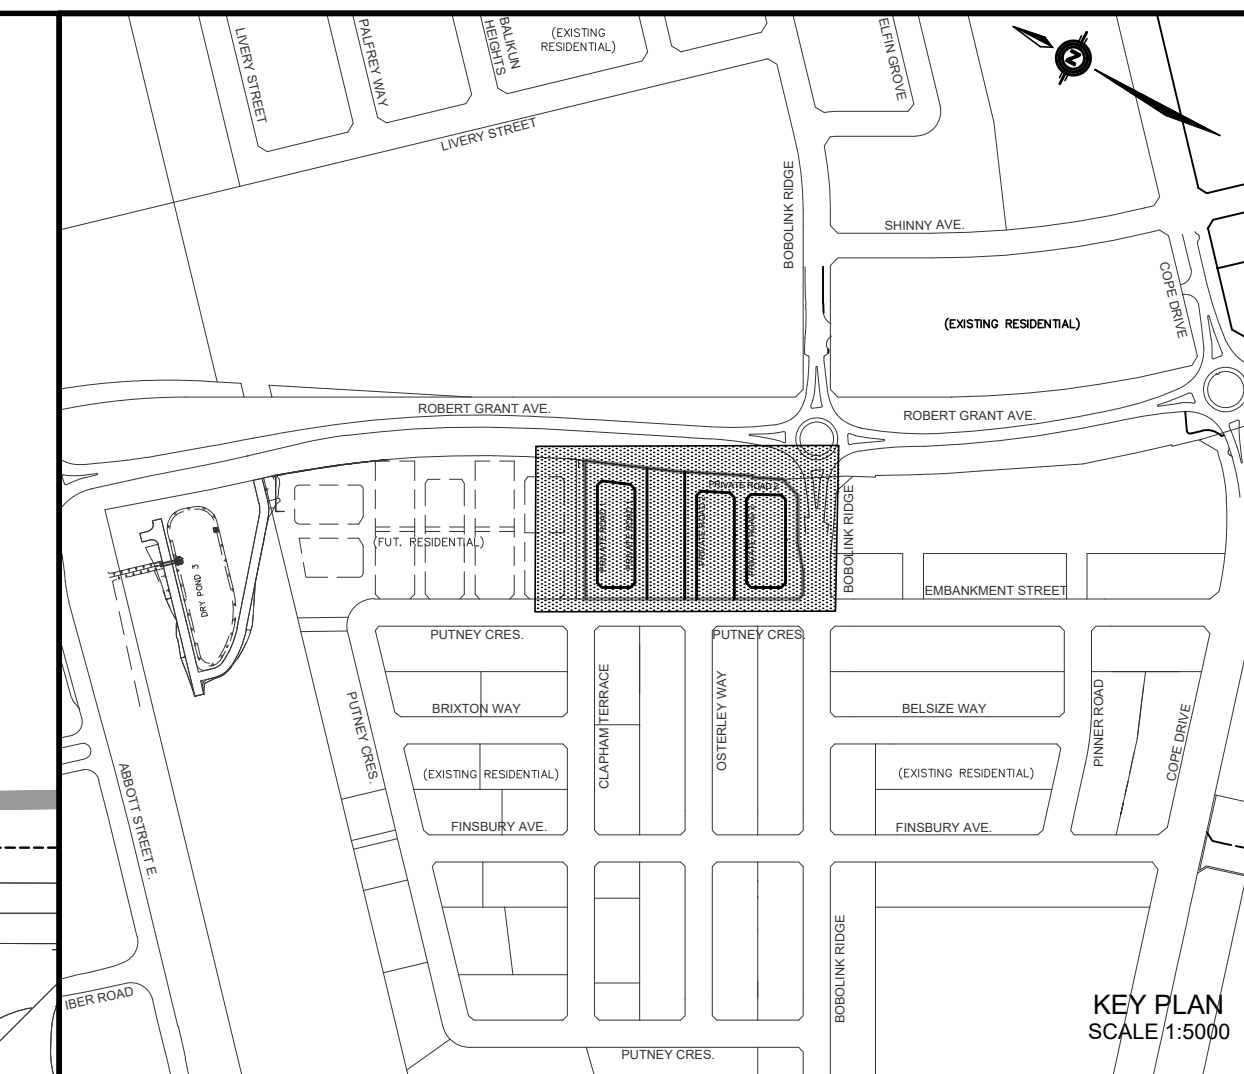 LIVERY STREET
PALFREY WAY
BALIKUN
HEIGHTS
(EXISTING
RESIDENTIAL)
ELFIN GROVE
N
LIVERY STREET
BOBOLINK RIDGE
SHINNY AVE.
COPE DRIVE
(EXISTING RESIDENTIAL)
ROBERT GRANT AVE.
ROBERT GRANT AVE.
PRIVATE ROAD
BOBOLINK RIDGE
(FUT. RESIDENTIAL)
DRY POND 3
EMBANKMENT STREET
PUTNEY CRES.
PUTNEY CRES.
PUTNEY CRES.
BRIXTON WAY
CLAPHAM TERRACE
OSTERLEY WAY
BELSIZE WAY
PINNER ROAD
COPE DRIVE
ABBOTT STREET E.
(EXISTING RESIDENTIAL)
(EXISTING RESIDENTIAL)
FINSBURY AVE.
FINSBURY AVE.
BOBOLINK RIDGE
IBER ROAD
PUTNEY CRES.
KEY PLAN
SCALE 1:5000